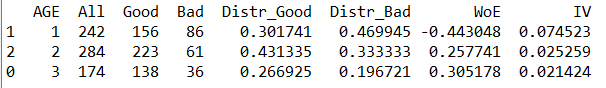 AGE All Good Bad Distr_Good Distr_Bad WoE IV
1 1 242 156 86 0.301741 0.469945 -0.443048 0.074523
2 2 284 223 61 0.431335 0.333333 0.257741 0.025259
0 3 174 138 36 0.266925 0.196721 0.305178 0.021424